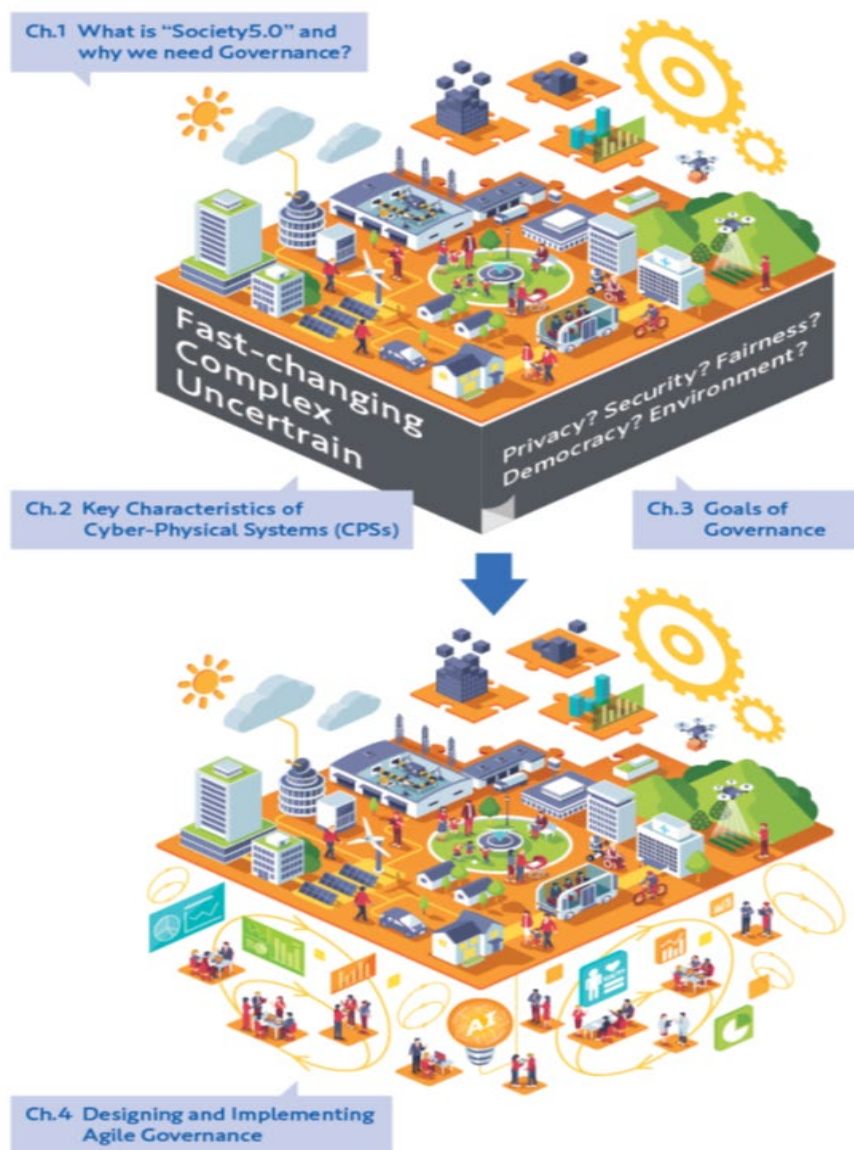 Ch.1 What is “Society5.0” and
why we need Governance?
Fast-changing
Complex
Uncertrain
Privacy? Security? Fairness?
Democracy? Environment?
Ch.2 Key Characteristics of
Cyber-Physical Systems (CPSs)
Ch.3 Goals of
Governance
AI
Ch.4 Designing and Implementing
Agile Governance